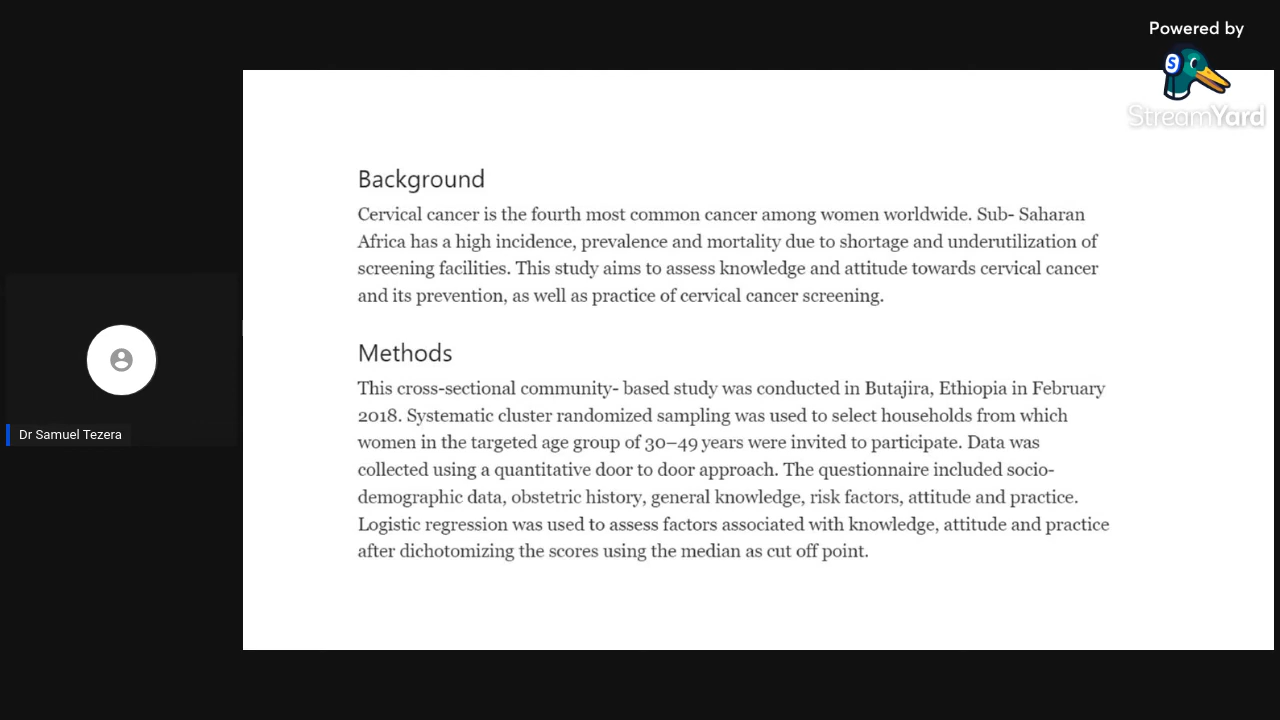 Powered by
S
StreamYard
Background
Cervical cancer is the fourth most common cancer among women worldwide. Sub- Saharan
Africa has a high incidence, prevalence and mortality due to shortage and underutilization of
screening facilities. This study aims to assess knowledge and attitude towards cervical cancer
and its prevention, as well as practice of cervical cancer screening.
Methods
This cross-sectional community- based study was conducted in Butajira, Ethiopia in February
2018. Systematic cluster randomized sampling was used to select households from which
women in the targeted age group of 30–49 years were invited to participate. Data was
collected using a quantitative door to door approach. The questionnaire included socio-
demographic data, obstetric history, general knowledge, risk factors, attitude and practice.
Logistic regression was used to assess factors associated with knowledge, attitude and practice
after dichotomizing the scores using the median as cut off point.
Dr Samuel Tezera